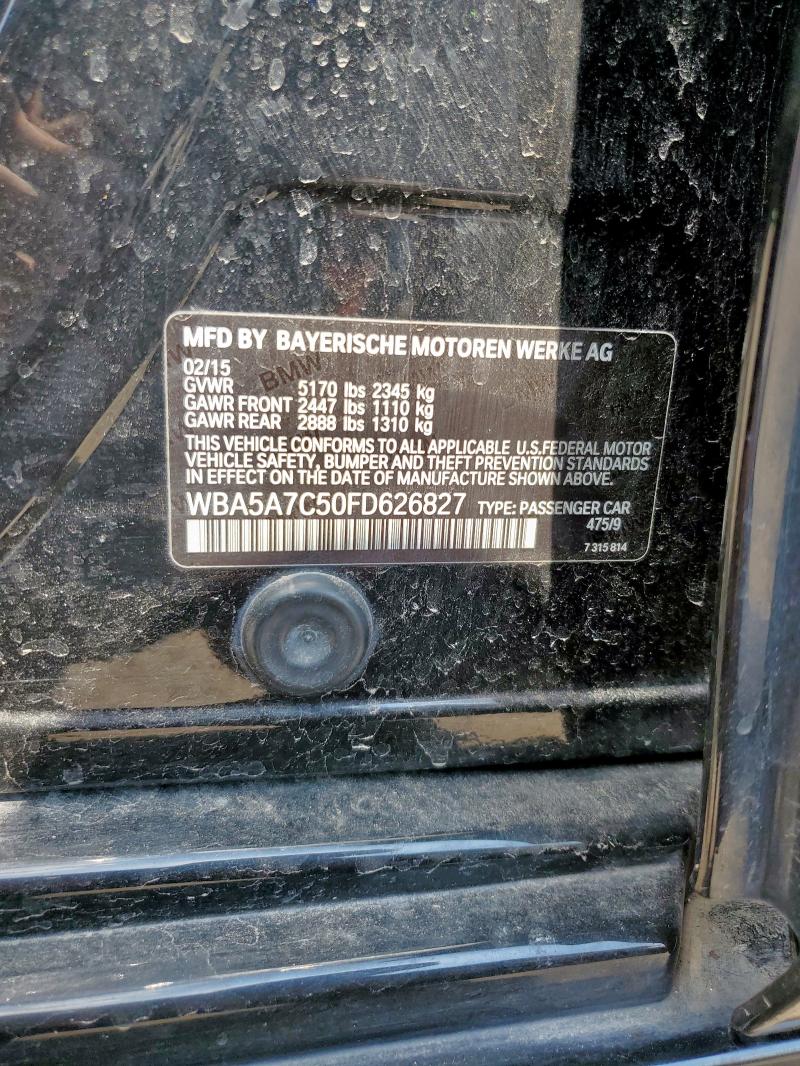 MFD BY BAYERISCHE MOTOREN WERKE AG
02/15
BMW
GVWR 5170 lbs 2345 kg
GAWR FRONT 2447 lbs 1110 kg
GAWR REAR 2888 lbs 1310 kg
THIS VEHICLE CONFORMS TO ALL APPLICABLE U.S.FEDERAL MOTOR
VEHICLE SAFETY, BUMPER AND THEFT PREVENTION STANDARDS
IN EFFECT ON THE DATE OF MANUFACTURE SHOWN ABOVE.
WBA5A7C50FD626827 TYPE: PASSENGER CAR
475/9
7 315 814